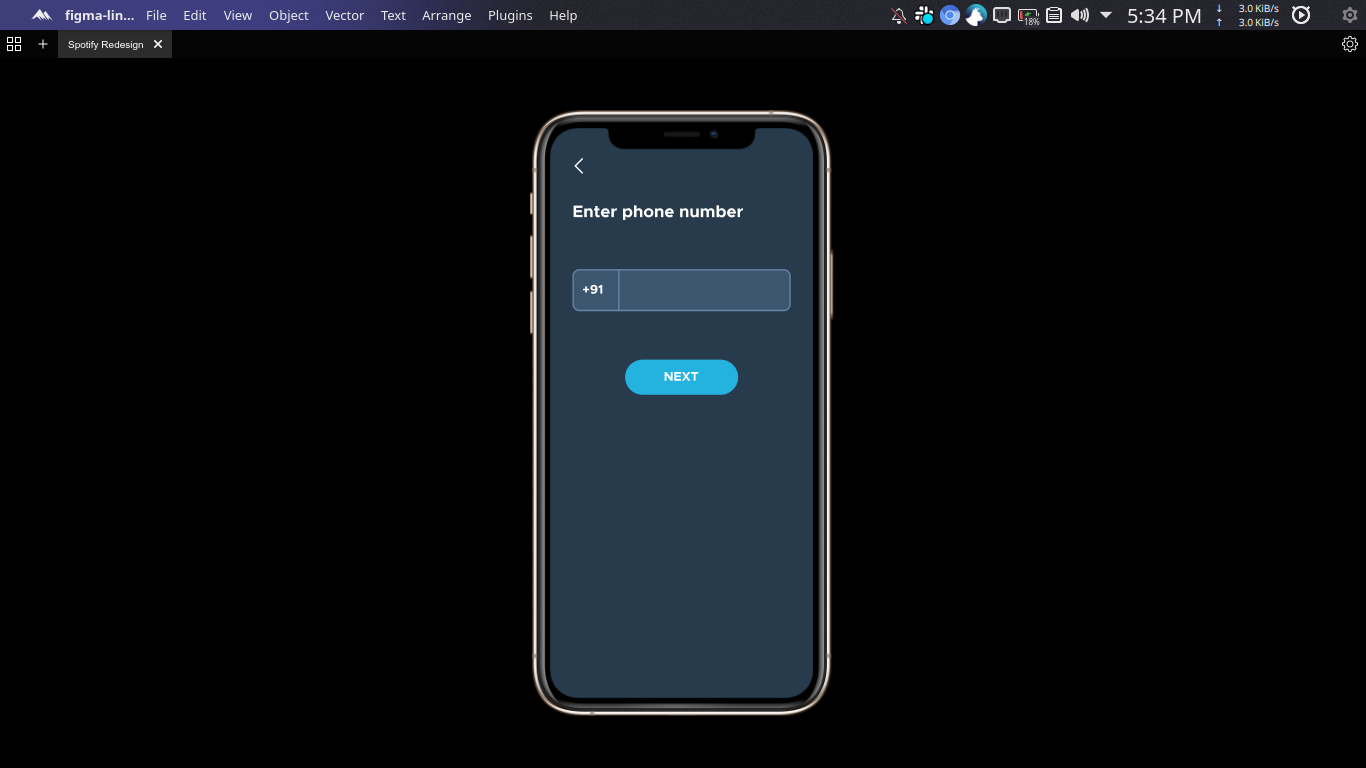 figma-lin... File Edit View Object Vector Text Arrange Plugins Help 18% 5:34 PM ↓ 3.0 KiB/s
↑ 3.0 KiB/s
Spotify Redesign
Enter phone number
+91
NEXT